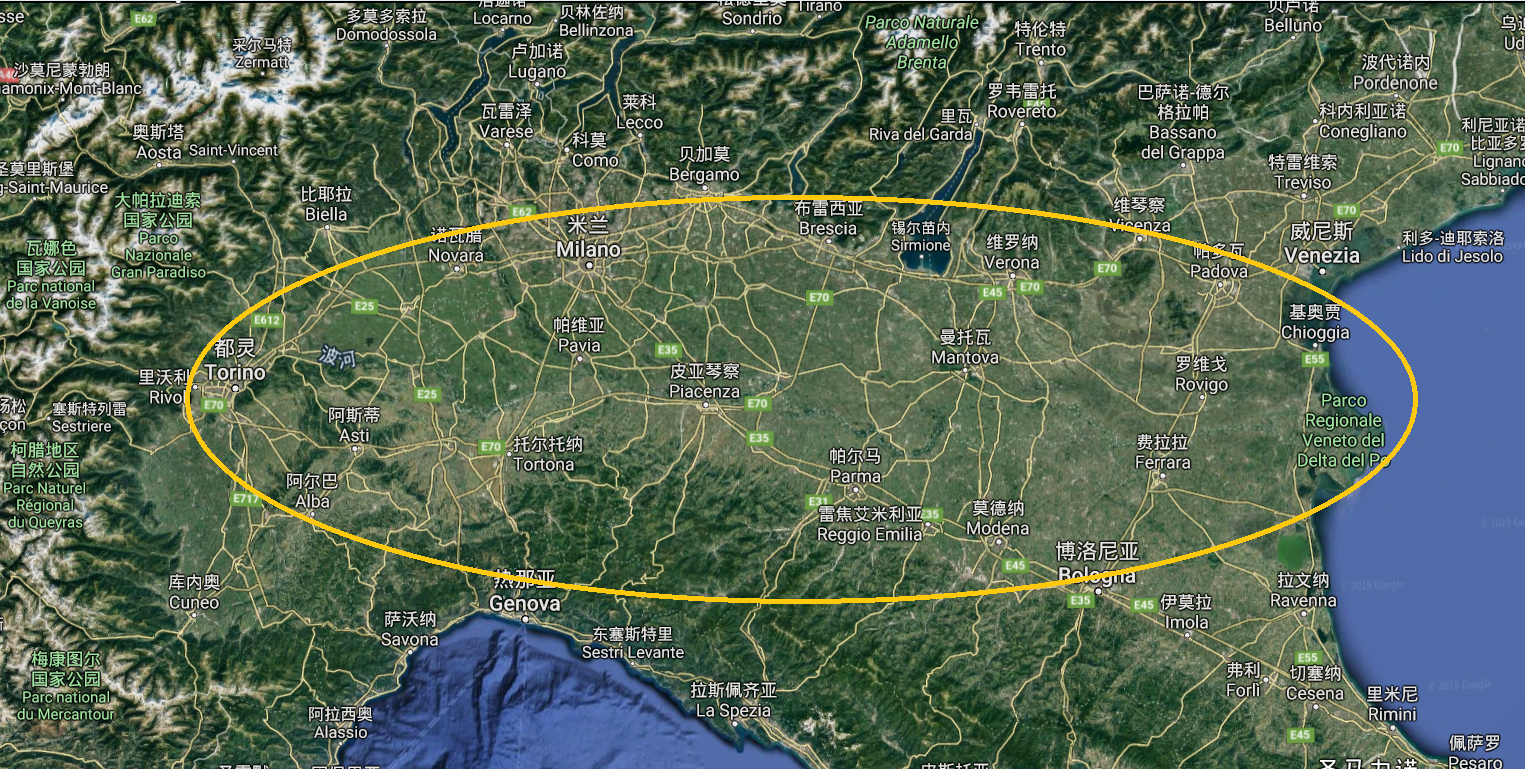 E62
多莫多索拉
Domodossola
Locarno
贝林佐纳
Bellinzona
Sondrio
Tirano
Parco Naturale
Adamello
Brenta
特伦特
Trento
贝卢诺
Belluno
采尔马特
Zermatt
卢加诺
Lugano
波代诺内
Pordenone
沙莫尼蒙勃朗
amonix-Mont-Blanc
瓦雷泽
Varese
莱科
Lecco
罗韦雷托
Rovereto
E45
里瓦
Riva del Garda
巴萨诺-德尔
格拉帕
Bassano
del Grappa
科内利亚诺
Conegliano
奥斯塔
Aosta
Saint-Vincent
科莫
Como
贝加莫
Bergamo
特雷维索
Treviso
E70
利尼亚诺
比亚多
Lignano
Sabbiado
圣莫里斯堡
g-Saint-Maurice
大帕拉迪索
国家公园
Parco
Nazionale
Gran Paradiso
比耶拉
Biella
E62
米兰
Milano
布雷西亚
Brescia
锡尔苗内
Sirmione
维罗纳
Verona
维琴察
Vicenza
帕多瓦
Padova
E70
威尼斯
Venezia
利多-迪耶索洛
Lido di Jesolo
瓦娜色
国家公园
Parc national
de la Vanoise
诺瓦腊
Novara
E25
E612
E70
E45
E70
E70
基奥贾
Chioggia
E55
都灵
Torino
波河
帕维亚
Pavia
E35
曼托瓦
Mantova
里沃利
Rivo
E70
E25
皮亚琴察
Piacenza
E70
罗维戈
Rovigo
Parco
Regionale
Veneto del
Delta del Po
塞斯特列雷
Sestriere
阿斯蒂
Asti
E70
托尔托纳
Tortona
E35
帕尔马
Parma
费拉拉
Ferrara
柯腊地区
自然公园
Parc Naturel
Régional
du Queyras
阿尔巴
Alba
E717
E31
雷焦艾米利亚
Reggio Emilia
E35
莫德纳
Modena
E45
博洛尼亚
Bologna
库内奥
Cuneo
热那亚
Genova
E35
E45
伊莫拉
Imola
拉文纳
Ravenna
萨沃纳
Savona
东塞斯特里
Sestri Levante
梅康图尔
国家公园
Parc national
du Mercantour
拉斯佩齐亚
La Spezia
弗利
Forlì
E55
切塞纳
Cesena
里米尼
Rimini
阿拉西奥
Alassio
E45
佩萨罗
Pesaro
圣马力诺
© 2019 Google